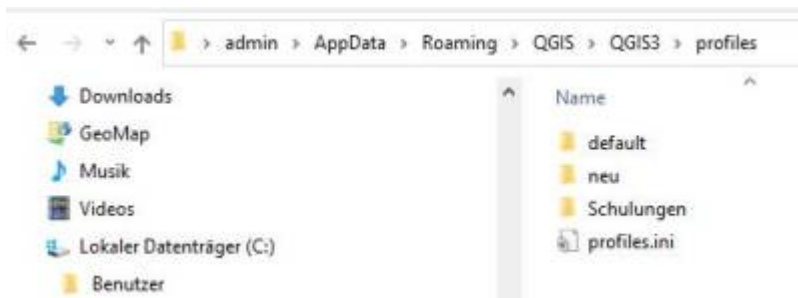 admin > AppData > Roaming > QGIS > QGIS3 > profiles
Downloads
GeoMap
Musik
Videos
Lokaler Datenträger (C:)
Benutzer
Name
default
neu
Schulungen
profiles.ini